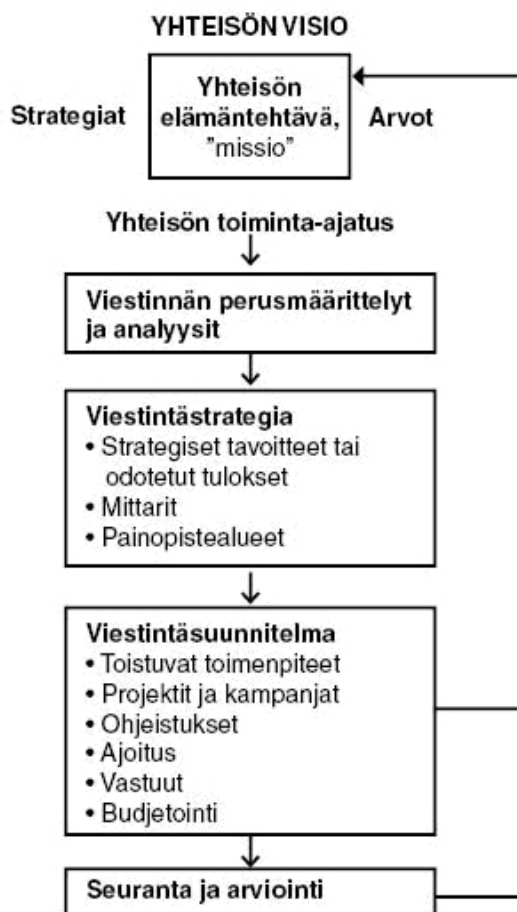 YHTEISÖN VISIO
Strategiat
Yhteisön
elämäntehtävä,
”missio”
Arvot
Yhteisön toiminta-ajatus
Viestinnän perusmäärittelyt
ja analyysit
Viestintästrategia
• Strategiset tavoitteet tai
odotetut tulokset
• Mittarit
• Painopistealueet
Viestintäsuunnitelma
• Toistuvat toimenpiteet
• Projektit ja kampanjat
• Ohjeistukset
• Ajoitus
• Vastuut
• Budjetointi
Seuranta ja arviointi